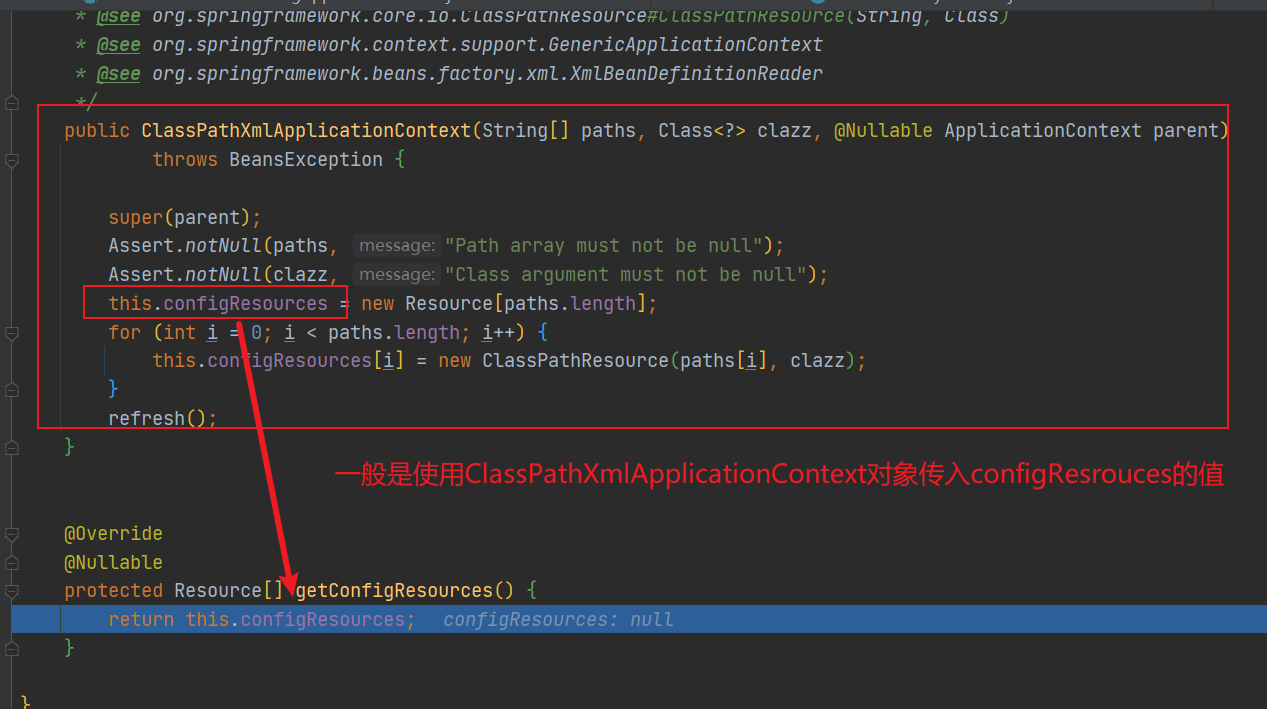 * @see org.springframework.core.io.ClassPathResource#ClassPathResource(String, Class)
* @see org.springframework.context.support.GenericApplicationContext
* @see org.springframework.beans.factory.xml.XmlBeanDefinitionReader
*/
public ClassPathXmlApplicationContext(String[] paths, Class<?> clazz, @Nullable ApplicationContext parent)
throws BeansException {
super(parent);
Assert.notNull(paths, message: "Path array must not be null");
Assert.notNull(clazz, message: "Class argument must not be null");
this.configResources = new Resource[paths.length];
for (int i = 0; i < paths.length; i++) {
this.configResources[i] = new ClassPathResource(paths[i], clazz);
}
refresh();
}
一般是使用ClassPathXmlApplicationContext对象传入configResrouces的值
@Override
@Nullable
protected Resource[] getConfigResources() {
return this.configResources; configResources: null
}
}